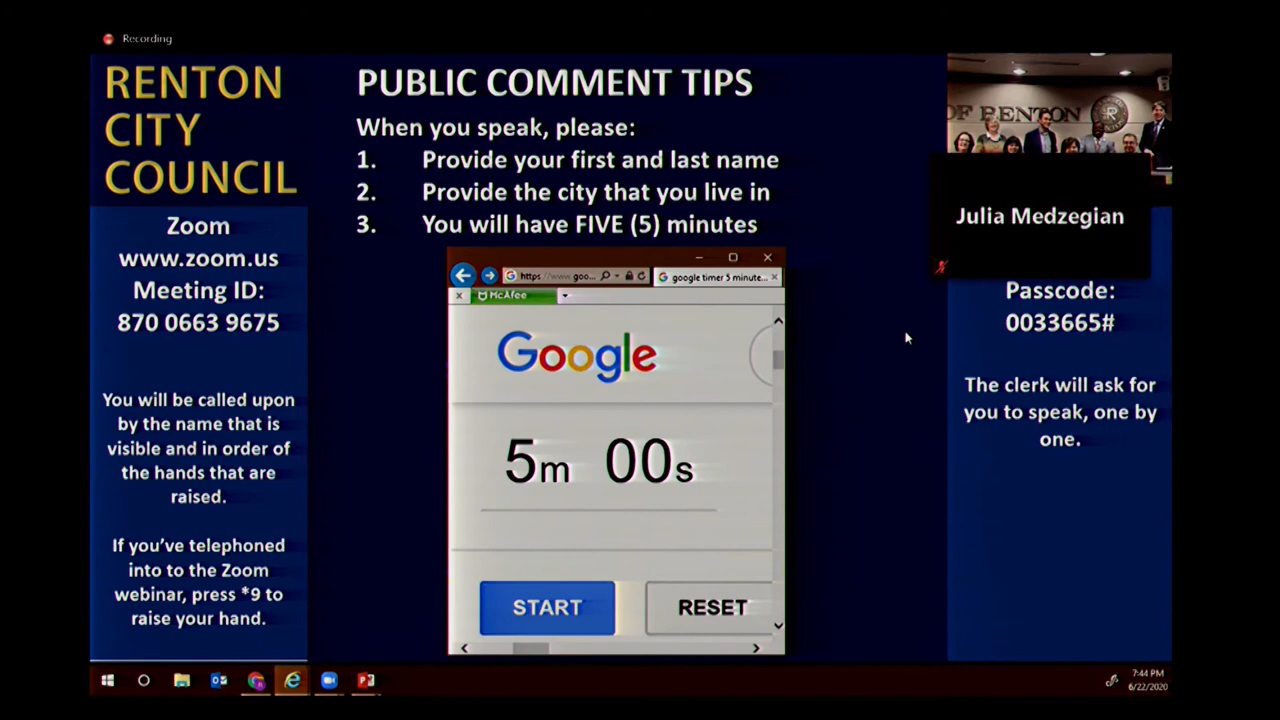 Recording
RENTON
CITY
COUNCIL
Zoom
www.zoom.us
Meeting ID:
870 0663 9675
You will be called upon
by the name that is
visible and in order of
the hands that are
raised.
If you've telephoned
into to the Zoom
webinar, press *9 to
raise your hand.
PUBLIC COMMENT TIPS
When you speak, please:
1. Provide your first and last name
2. Provide the city that you live in
3. You will have FIVE (5) minutes
https://www.goo...
google timer 5 minute...
McAfee
Google
5m 00s
START
RESET
OF RENTON
R
Julia Medzegian
Passcode:
0033665#
The clerk will ask for
you to speak, one by
one.
7:44 PM
6/22/2020